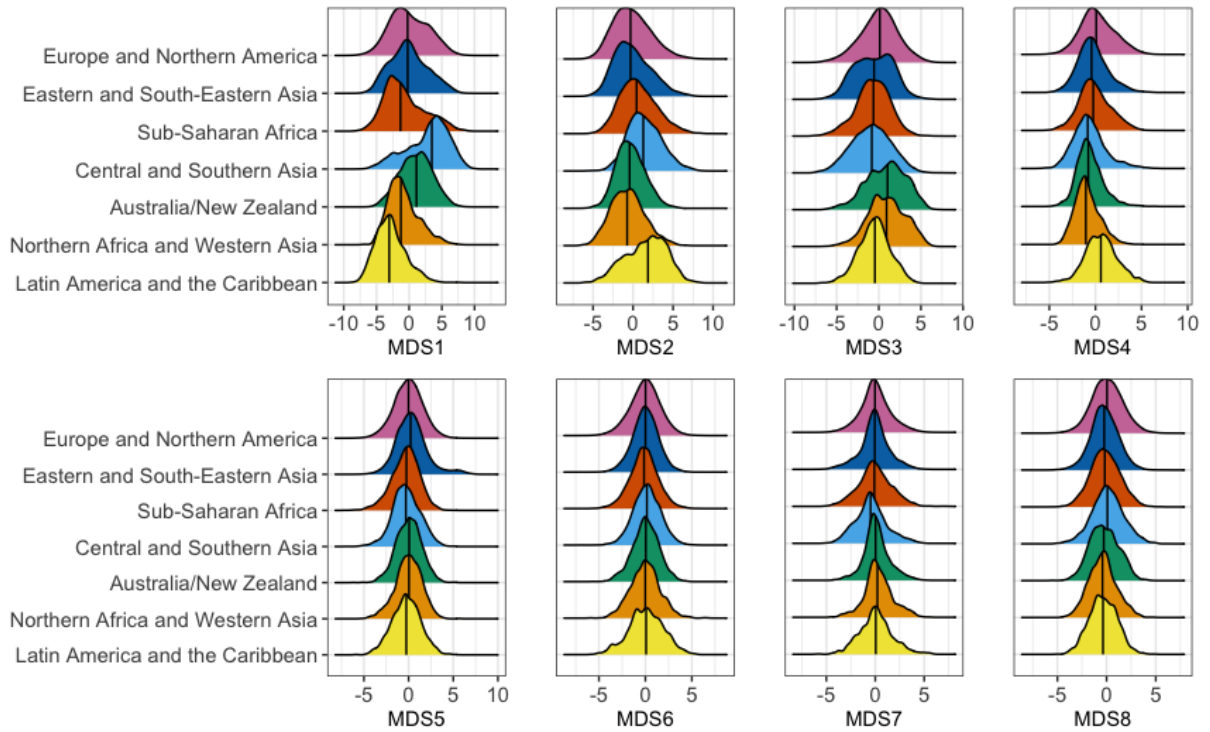 Europe and Northern America
Eastern and South-Eastern Asia
Sub-Saharan Africa
Central and Southern Asia
Australia/New Zealand
Northern Africa and Western Asia
Latin America and the Caribbean
-10 -5 0 5 10
MDS1
-5 0 5 10
MDS2
-10 -5 0 5 10
MDS3
-5 0 5 10
MDS4
Europe and Northern America
Eastern and South-Eastern Asia
Sub-Saharan Africa
Central and Southern Asia
Australia/New Zealand
Northern Africa and Western Asia
Latin America and the Caribbean
-5 0 5 10
MDS5
-5 0 5
MDS6
-5 0 5
MDS7
-5 0 5
MDS8